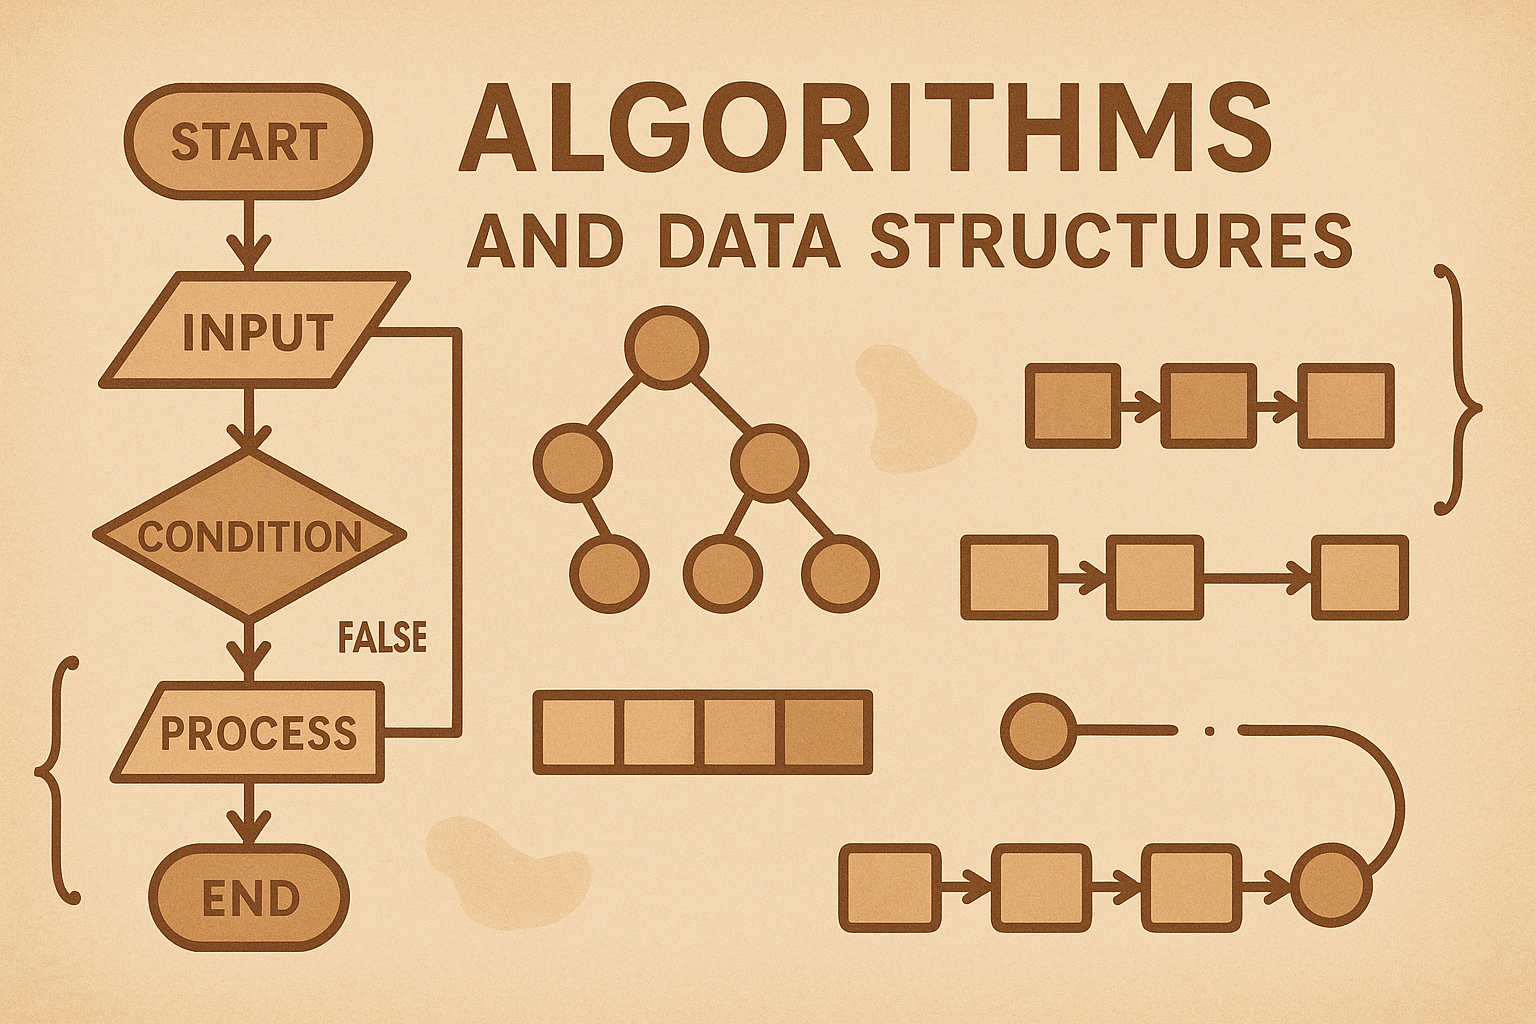 ALGORITHMS
AND DATA STRUCTURES
START
INPUT
CONDITION
FALSE
PROCESS
END